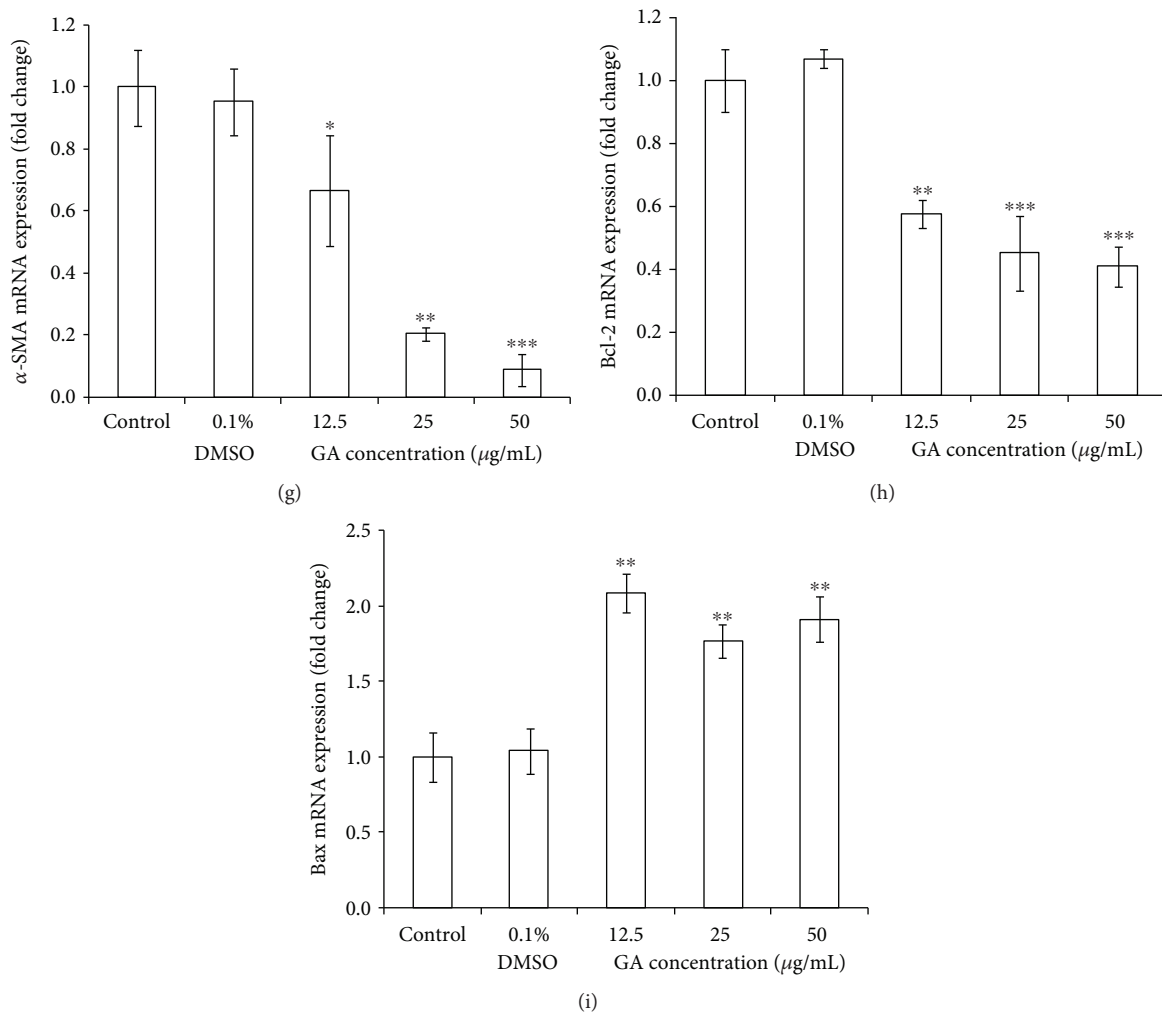 α-SMA mRNA expression (fold change)
1.2
1.0
0.8
0.6
0.4
0.2
0.0
*
**
***
Control
0.1%
DMSO
12.5
25
50
GA concentration (μg/mL)
(g)
Bcl-2 mRNA expression (fold change)
1.2
1.0
0.8
0.6
0.4
0.2
0.0
**
***
***
Control
0.1%
DMSO
12.5
25
50
GA concentration (μg/mL)
(h)
Bax mRNA expression (fold change)
2.5
2.0
1.5
1.0
0.5
0.0
**
**
**
Control
0.1%
DMSO
12.5
25
50
GA concentration (μg/mL)
(i)